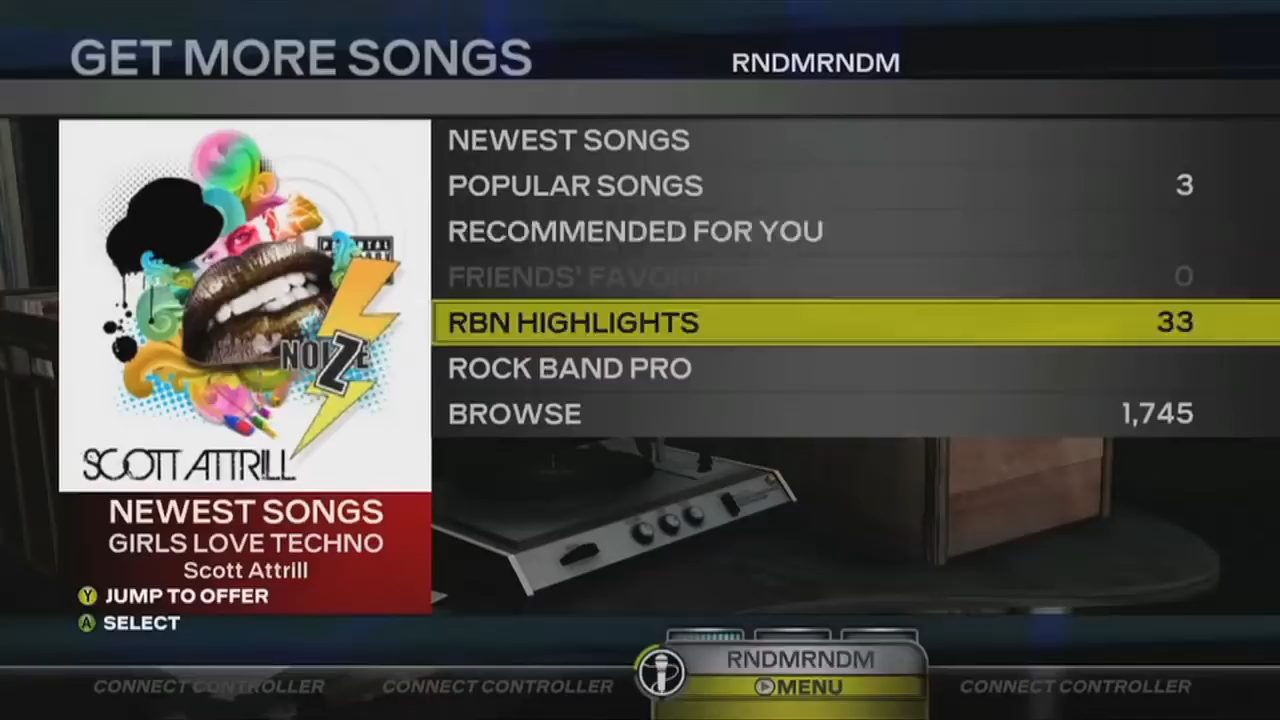 GET MORE SONGS
RNDMRNDM
NEWEST SONGS
POPULAR SONGS 3
RECOMMENDED FOR YOU
0
RBN HIGHLIGHTS 33
ROCK BAND PRO
BROWSE 1,745
NOIZE
SCOTT ATTRILL
NEWEST SONGS
GIRLS LOVE TECHNO
Scott Attrill
Y JUMP TO OFFER
A SELECT
RNDMRNDM
MENU
CONNECT CONTROLLER
CONNECT CONTROLLER
CONNECT CONTROLLER